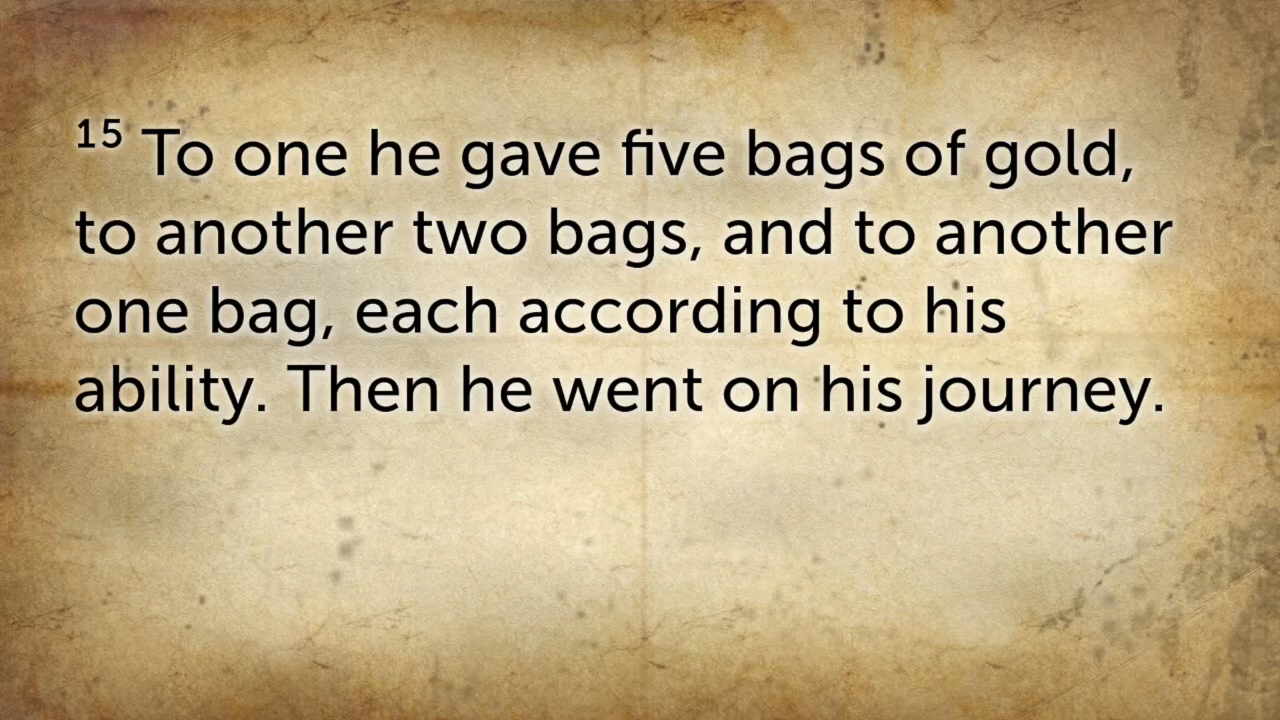 15 To one he gave five bags of gold,
to another two bags, and to another
one bag, each according to his
ability. Then he went on his journey.